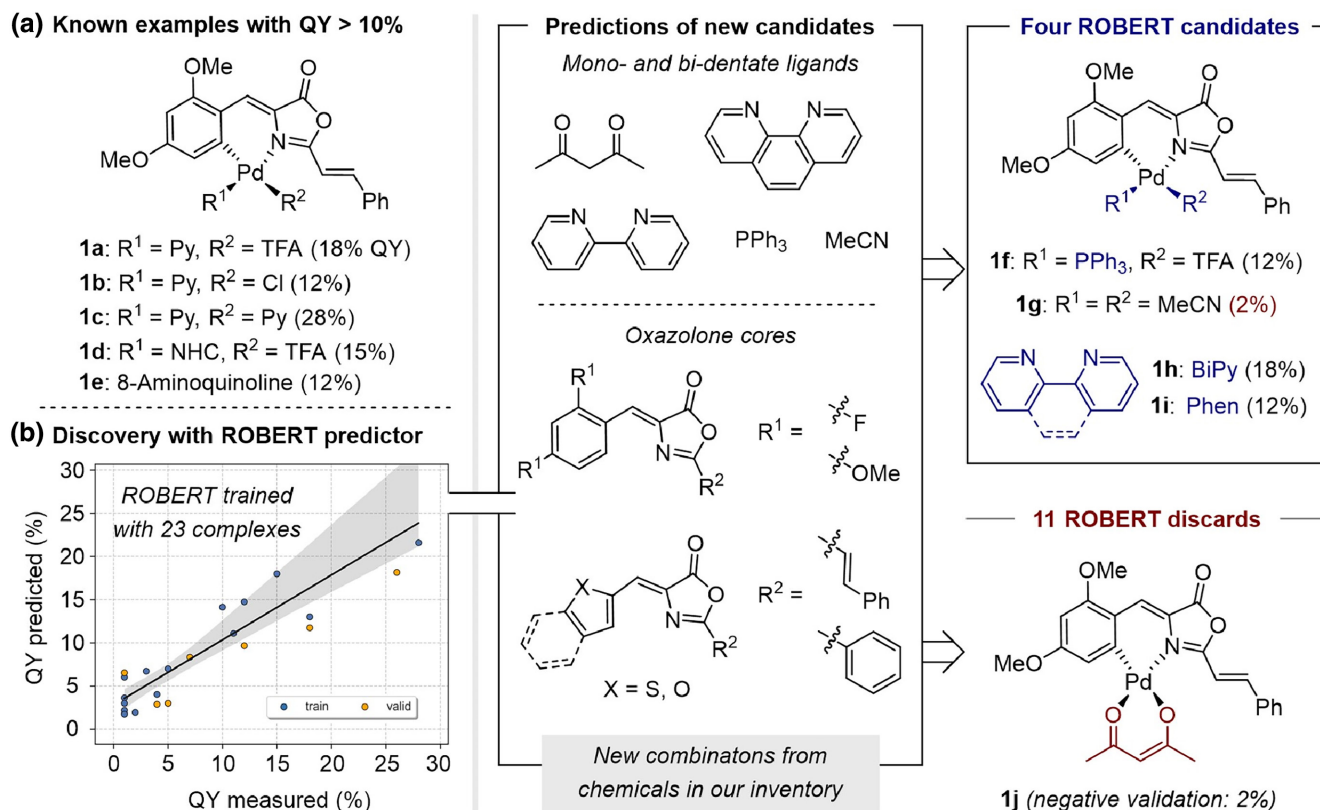 (a) Known examples with QY > 10%
OMe
O
O
MeO
N
Pd
R¹ R²
Ph
1a: R¹ = Py, R² = TFA (18% QY)
1b: R¹ = Py, R² = Cl (12%)
1c: R¹ = Py, R² = Py (28%)
1d: R¹ = NHC, R² = TFA (15%)
1e: 8-Aminoquinoline (12%)
(b) Discovery with ROBERT predictor
ROBERT trained
with 23 complexes
QY predicted (%)
30
25
20
15
10
5
0
train valid
0 5 10 15 20 25 30
QY measured (%)
Predictions of new candidates
Mono- and bi-dentate ligands
O O
N N
N N
PPh₃ MeCN
Oxazolone cores
R¹
O
O
R¹
N
R²
R¹ =
F
OMe
X
O
O
N
R²
X = S, O
R² =
Ph
New combinatons from
chemicals in our inventory
Four ROBERT candidates
OMe
O
O
MeO
N
Pd
R¹ R²
Ph
1f: R¹ = PPh₃, R² = TFA (12%)
1g: R¹ = R² = MeCN (2%)
N N
1h: BiPy (18%)
1i: Phen (12%)
11 ROBERT discards
OMe
O
O
MeO
N
Pd
Ph
O O
1j (negative validation: 2%)